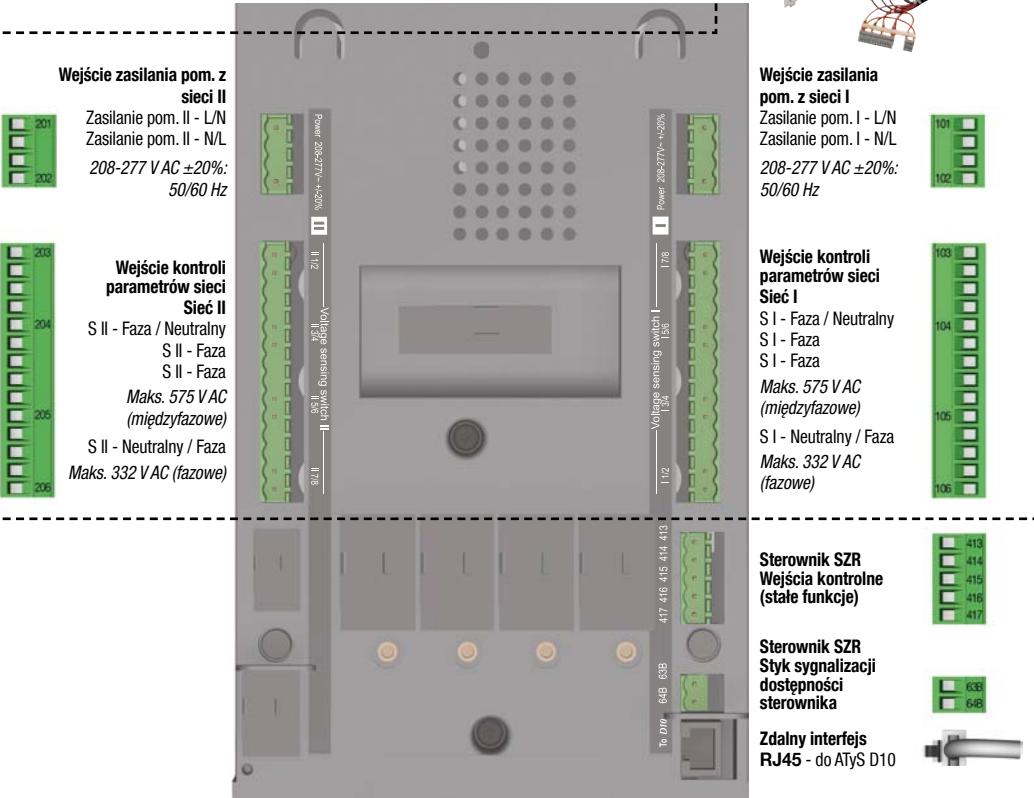 Wejście zasilania pom. z
sieci II
Zasilanie pom. II - L/N
Zasilanie pom. II - N/L
208-277 V AC ±20%:
50/60 Hz
201
202
Wejście kontroli
parametrów sieci
Sieć II
S II - Faza / Neutralny
S II - Faza
S II - Faza
Maks. 575 V AC
(międzyfazowe)
S II - Neutralny / Faza
Maks. 332 V AC (fazowe)
203
204
205
206
Power 208-277V~ +/-20%
II
II 1/2
II 3/4
II 5/6
II 7/8
Voltage sensing switch II
Power 208-277V~ +/-20%
I
I 7/8
I 5/6
I 3/4
I 1/2
Voltage sensing switch I
417 416 415 414 413
64B 63B
To D10
Wejście zasilania
pom. z sieci I
Zasilanie pom. I - L/N
Zasilanie pom. I - N/L
208-277 V AC ±20%:
50/60 Hz
101
102
Wejście kontroli
parametrów sieci
Sieć I
S I - Faza / Neutralny
S I - Faza
S I - Faza
Maks. 575 V AC
(międzyfazowe)
S I - Neutralny / Faza
Maks. 332 V AC
(fazowe)
103
104
105
106
Sterownik SZR
Wejścia kontrolne
(stałe funkcje)
413
414
415
416
417
Sterownik SZR
Styk sygnalizacji
dostępności
sterownika
63B
64B
Zdalny interfejs
RJ45 - do ATyS D10